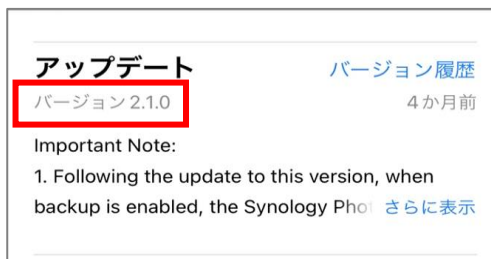 アップデート バージョン履歴
バージョン 2.1.0 4か月前
Important Note:
1. Following the update to this version, when
backup is enabled, the Synology さらに表示